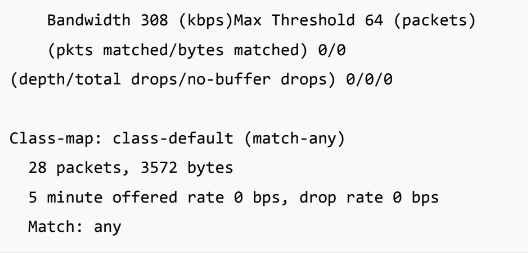 Bandwidth 308 (kbps)Max Threshold 64 (packets)
(pkts matched/bytes matched) 0/0
(depth/total drops/no-buffer drops) 0/0/0
Class-map: class-default (match-any)
28 packets, 3572 bytes
5 minute offered rate 0 bps, drop rate 0 bps
Match: any